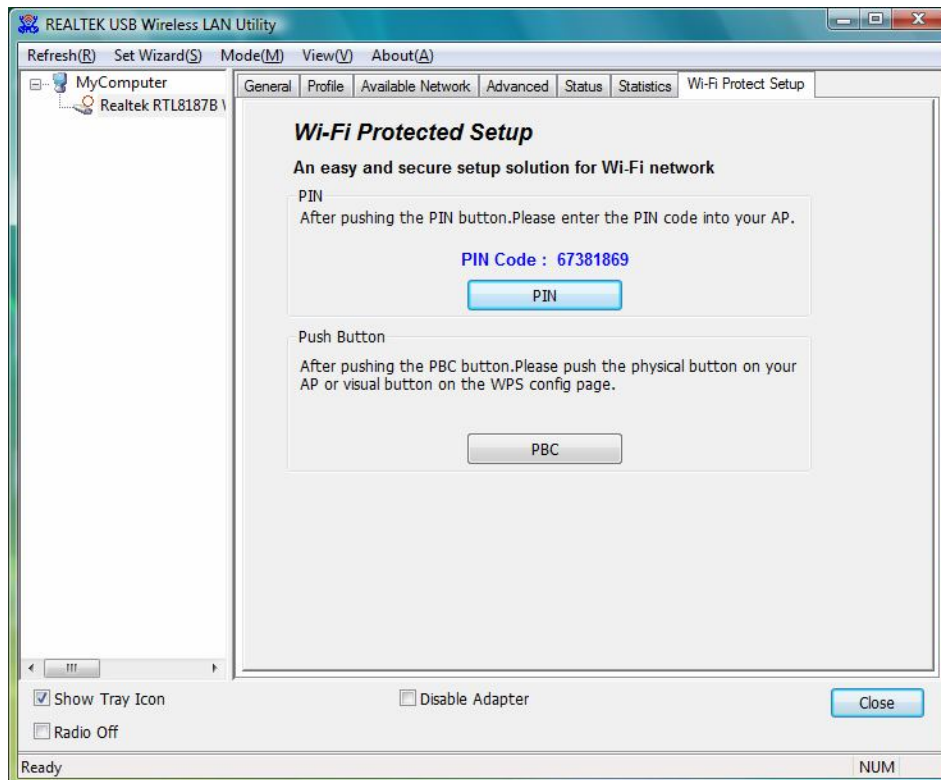 REALTEK USB Wireless LAN Utility
Refresh(R) Set Wizard(S) Mode(M) View(V) About(A)
MyComputer
Realtek RTL8187B
General Profile Available Network Advanced Status Statistics Wi-Fi Protect Setup
Wi-Fi Protected Setup
An easy and secure setup solution for Wi-Fi network
PIN
After pushing the PIN button.Please enter the PIN code into your AP.
PIN Code : 67381869
PIN
Push Button
After pushing the PBC button.Please push the physical button on your
AP or visual button on the WPS config page.
PBC
Show Tray Icon
Disable Adapter
Close
Radio Off
Ready
NUM